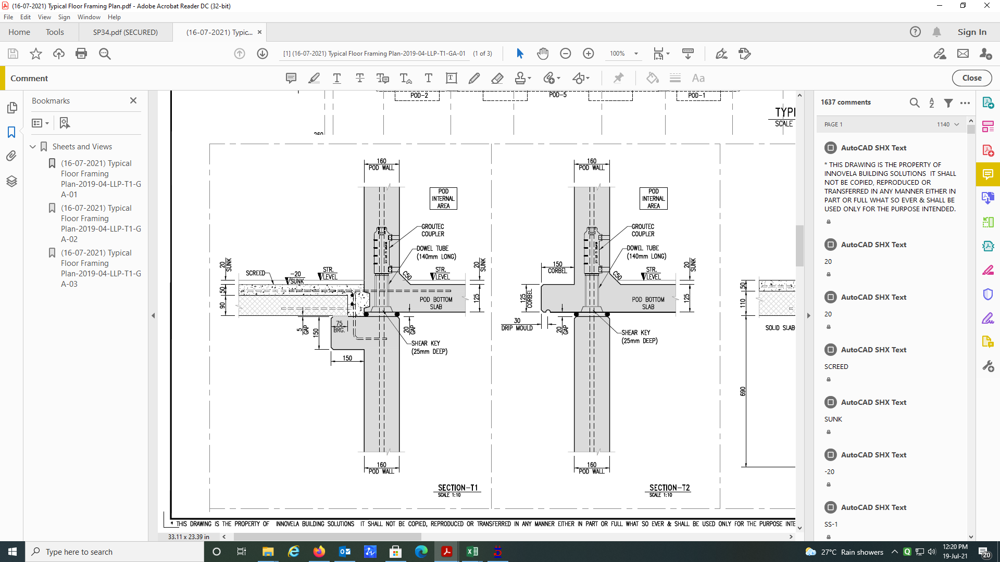 (16-07-2021) Typical Floor Framing Plan.pdf - Adobe Acrobat Reader DC (32-bit)
File Edit View Sign Window Help
Home Tools SP34.pdf (SECURED) (16-07-2021) Typic... Sign In
[1] (16-07-2021) Typical Floor Framing Plan-2019-04-LLP-T1-GA-01 (1 of 3) 100%
Comment Close
Bookmarks
Sheets and Views
(16-07-2021) Typical
Floor Framing
Plan-2019-04-LLP-T1-G
A-01
(16-07-2021) Typical
Floor Framing
Plan-2019-04-LLP-T1-G
A-02
(16-07-2021) Typical
Floor Framing
Plan-2019-04-LLP-T1-G
A-03
POD-2 POD-5 POD-1
TYPI
SCALE
260
160
POD WALL
POD
INTERNAL
AREA
GROUTEC
COUPLER
DOWEL TUBE
(140mm LONG)
20
SUNK
SCREED
-20
SUNK
STR.
LEVEL
C50
STR.
LEVEL
20
SUNK
50
90
125
POD BOTTOM
SLAB
75
BRG.
5
GAP
150
20
GAP
SHEAR KEY
(25mm DEEP)
150
160
POD WALL
SECTION-T1
SCALE 1:10
160
POD WALL
POD
INTERNAL
AREA
GROUTEC
COUPLER
DOWEL TUBE
(140mm LONG)
150
CORBEL
C50
STR.
LEVEL
20
SUNK
125
CORBEL
POD BOTTOM
SLAB
125
30
DRIP MOULD
20
GAP
SHEAR KEY
(25mm DEEP)
160
POD WALL
SECTION-T2
SCALE 1:10
50
110
SOLID SLAB
690
* THIS DRAWING IS THE PROPERTY OF INNOVELA BUILDING SOLUTIONS IT SHALL NOT BE COPIED, REPRODUCED OR TRANSFERRED IN ANY MANNER EITHER IN PART OR FULL WHAT SO EVER & SHALL BE USED ONLY FOR THE PURPOSE INTE
33.11 x 23.39 in
1637 comments
PAGE 1 1140
AutoCAD SHX Text
* THIS DRAWING IS THE PROPERTY OF
INNOVELA BUILDING SOLUTIONS IT SHALL
NOT BE COPIED, REPRODUCED OR
TRANSFERRED IN ANY MANNER EITHER IN
PART OR FULL WHAT SO EVER & SHALL BE
USED ONLY FOR THE PURPOSE INTENDED.
AutoCAD SHX Text
20
AutoCAD SHX Text
20
AutoCAD SHX Text
SCREED
AutoCAD SHX Text
SUNK
AutoCAD SHX Text
-20
AutoCAD SHX Text
SS-1
Type here to search
27°C Rain showers
12:20 PM
19-Jul-21
20